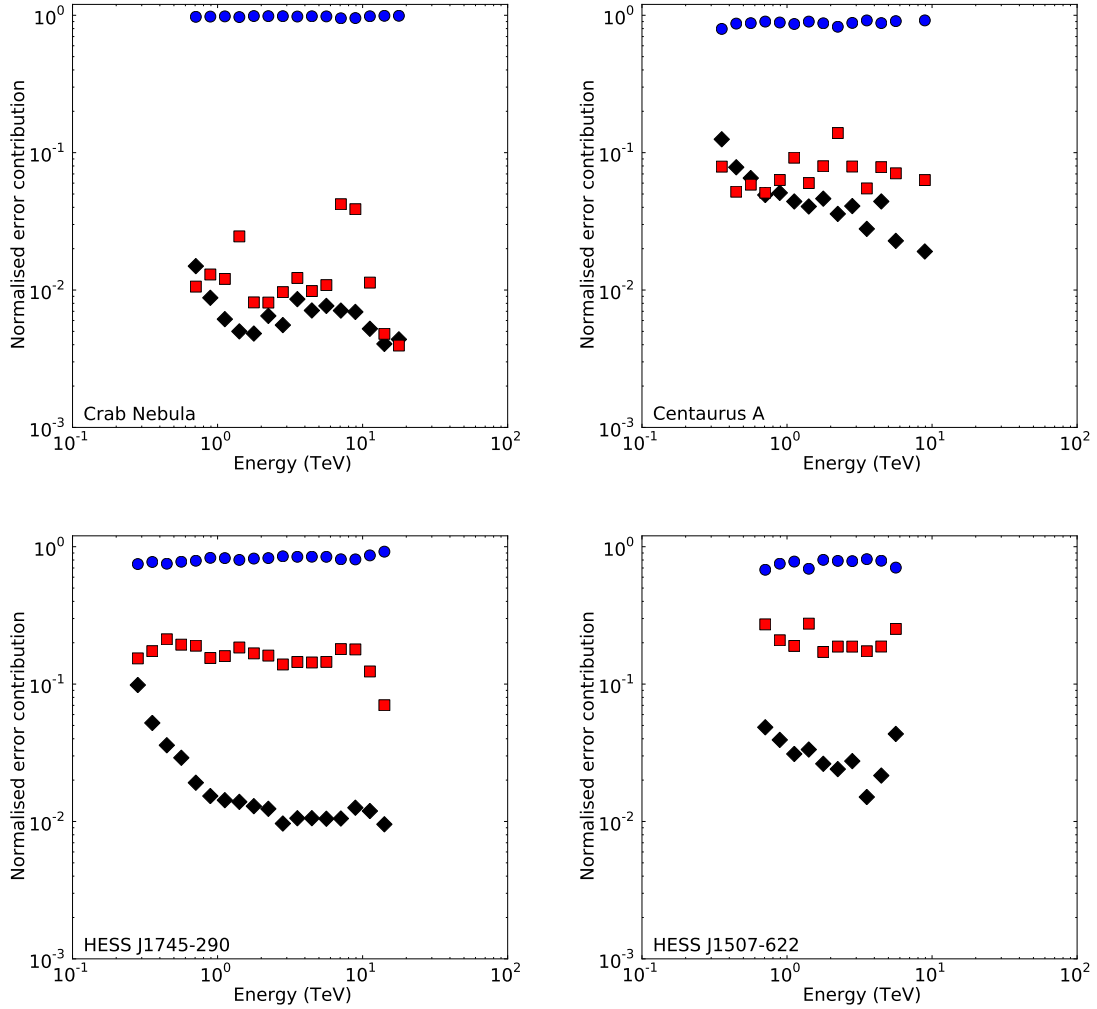 Normalised error contribution
10^0
10^-1
10^-2
10^-3
Crab Nebula
10^-1
10^0
10^1
10^2
Energy (TeV)
Normalised error contribution
10^0
10^-1
10^-2
10^-3
Centaurus A
10^-1
10^0
10^1
10^2
Energy (TeV)
Normalised error contribution
10^0
10^-1
10^-2
10^-3
HESS J1745-290
10^-1
10^0
10^1
10^2
Energy (TeV)
Normalised error contribution
10^0
10^-1
10^-2
10^-3
HESS J1507-622
10^-1
10^0
10^1
10^2
Energy (TeV)